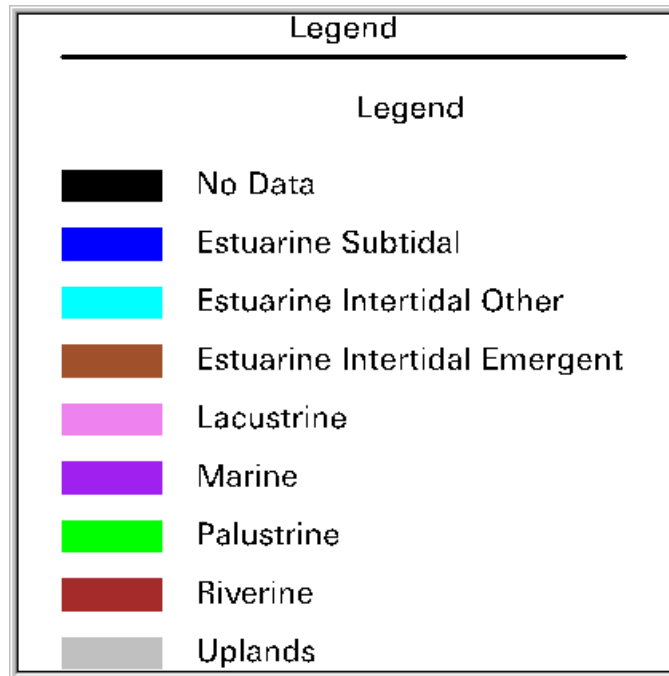 Legend
Legend
No Data
Estuarine Subtidal
Estuarine Intertidal Other
Estuarine Intertidal Emergent
Lacustrine
Marine
Palustrine
Riverine
Uplands